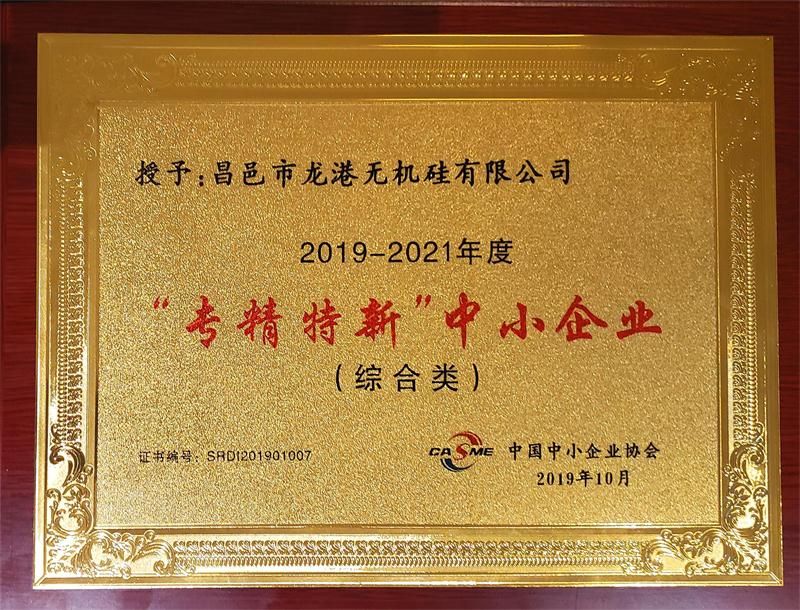 授予:昌邑市龙港无机硅有限公司
2019-2021年度
“专精特新”中小企业
(综合类)
证书编号:SRDI201901007
CASME 中国中小企业协会
2019年10月